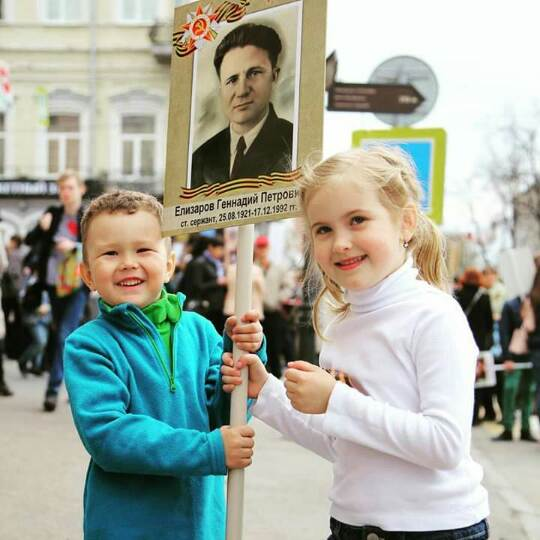 Елизаров Геннадий Петрович
ст. сержант, 25.08.1921-17.12.1992 гг.